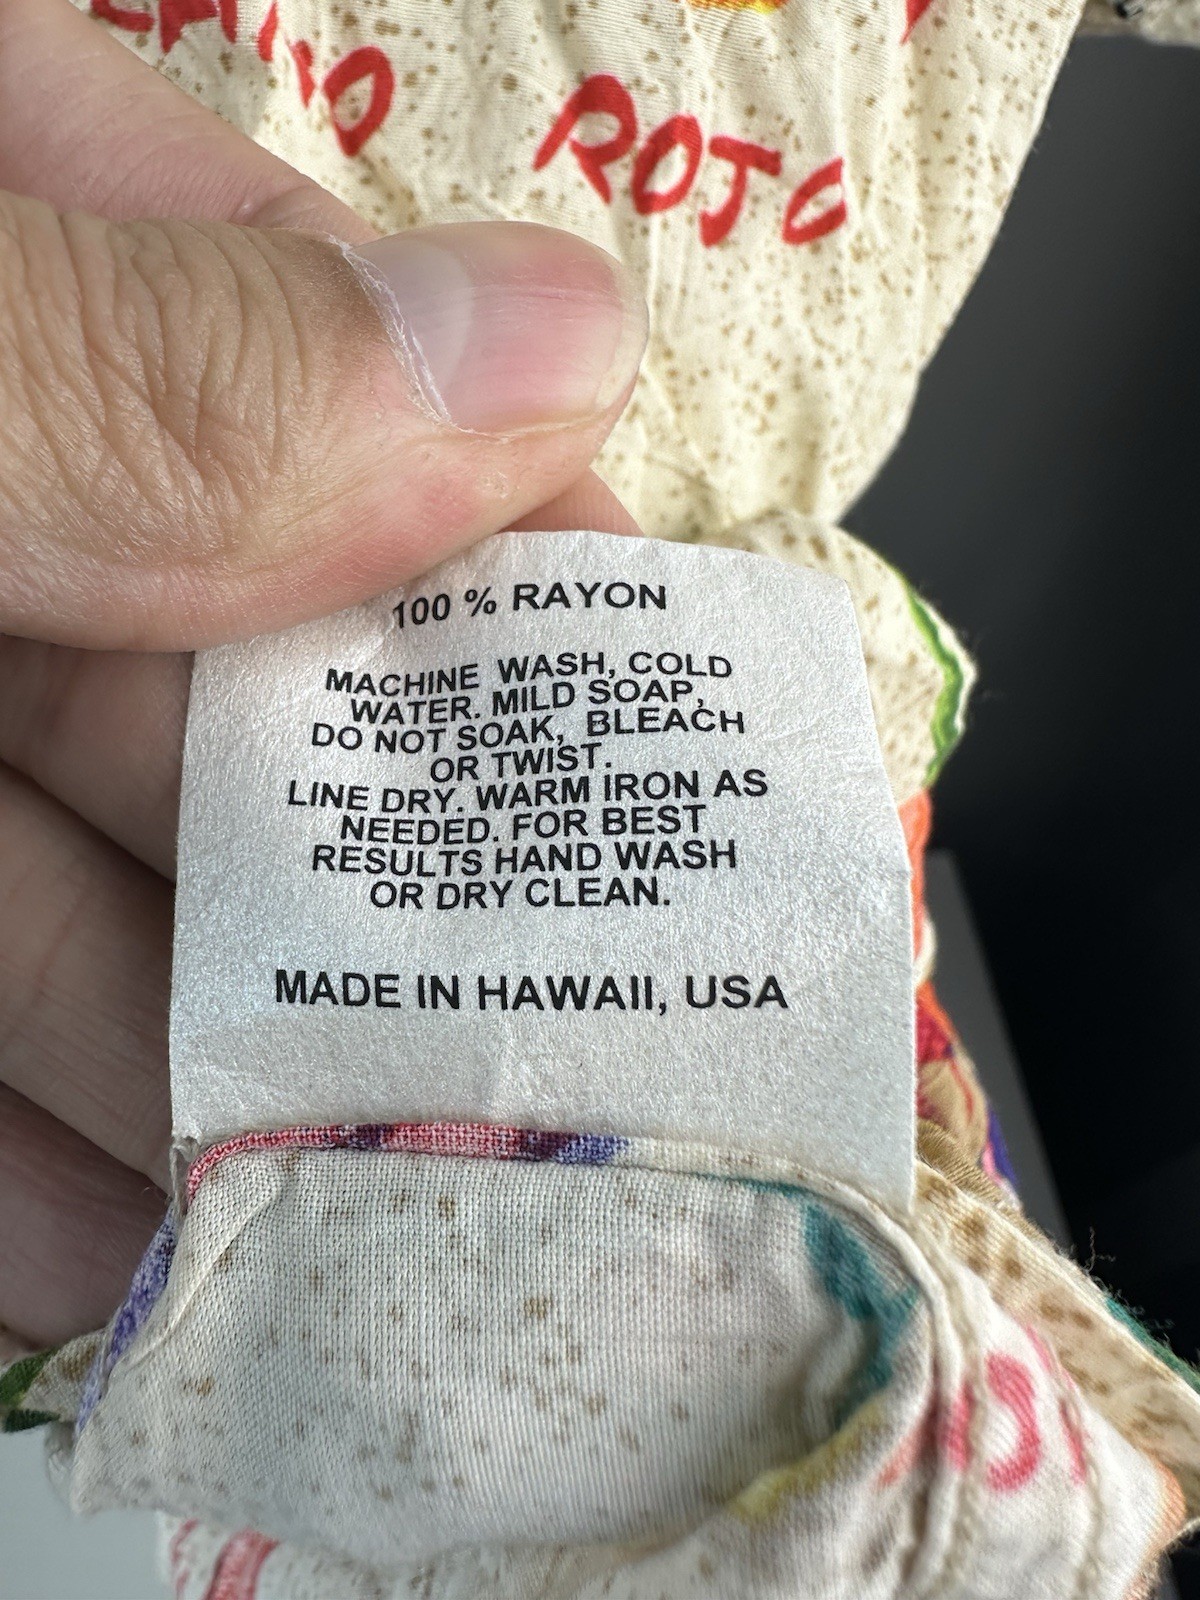 ROJO
100 % RAYON
MACHINE WASH, COLD
WATER. MILD SOAP,
DO NOT SOAK, BLEACH
OR TWIST.
LINE DRY. WARM IRON AS
NEEDED. FOR BEST
RESULTS HAND WASH
OR DRY CLEAN.
MADE IN HAWAII, USA